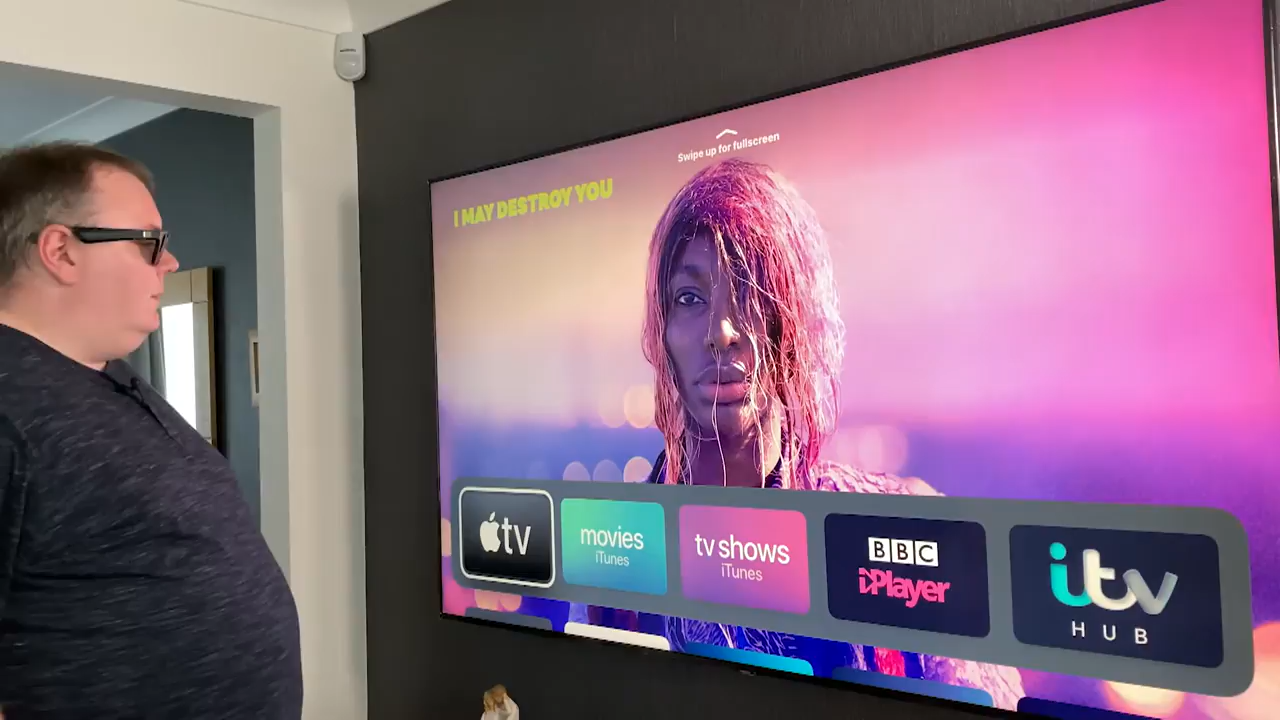 Swipe up for fullscreen
I MAY DESTROY YOU
tv
movies
iTunes
tv shows
iTunes
BBC
iPlayer
itv
HUB